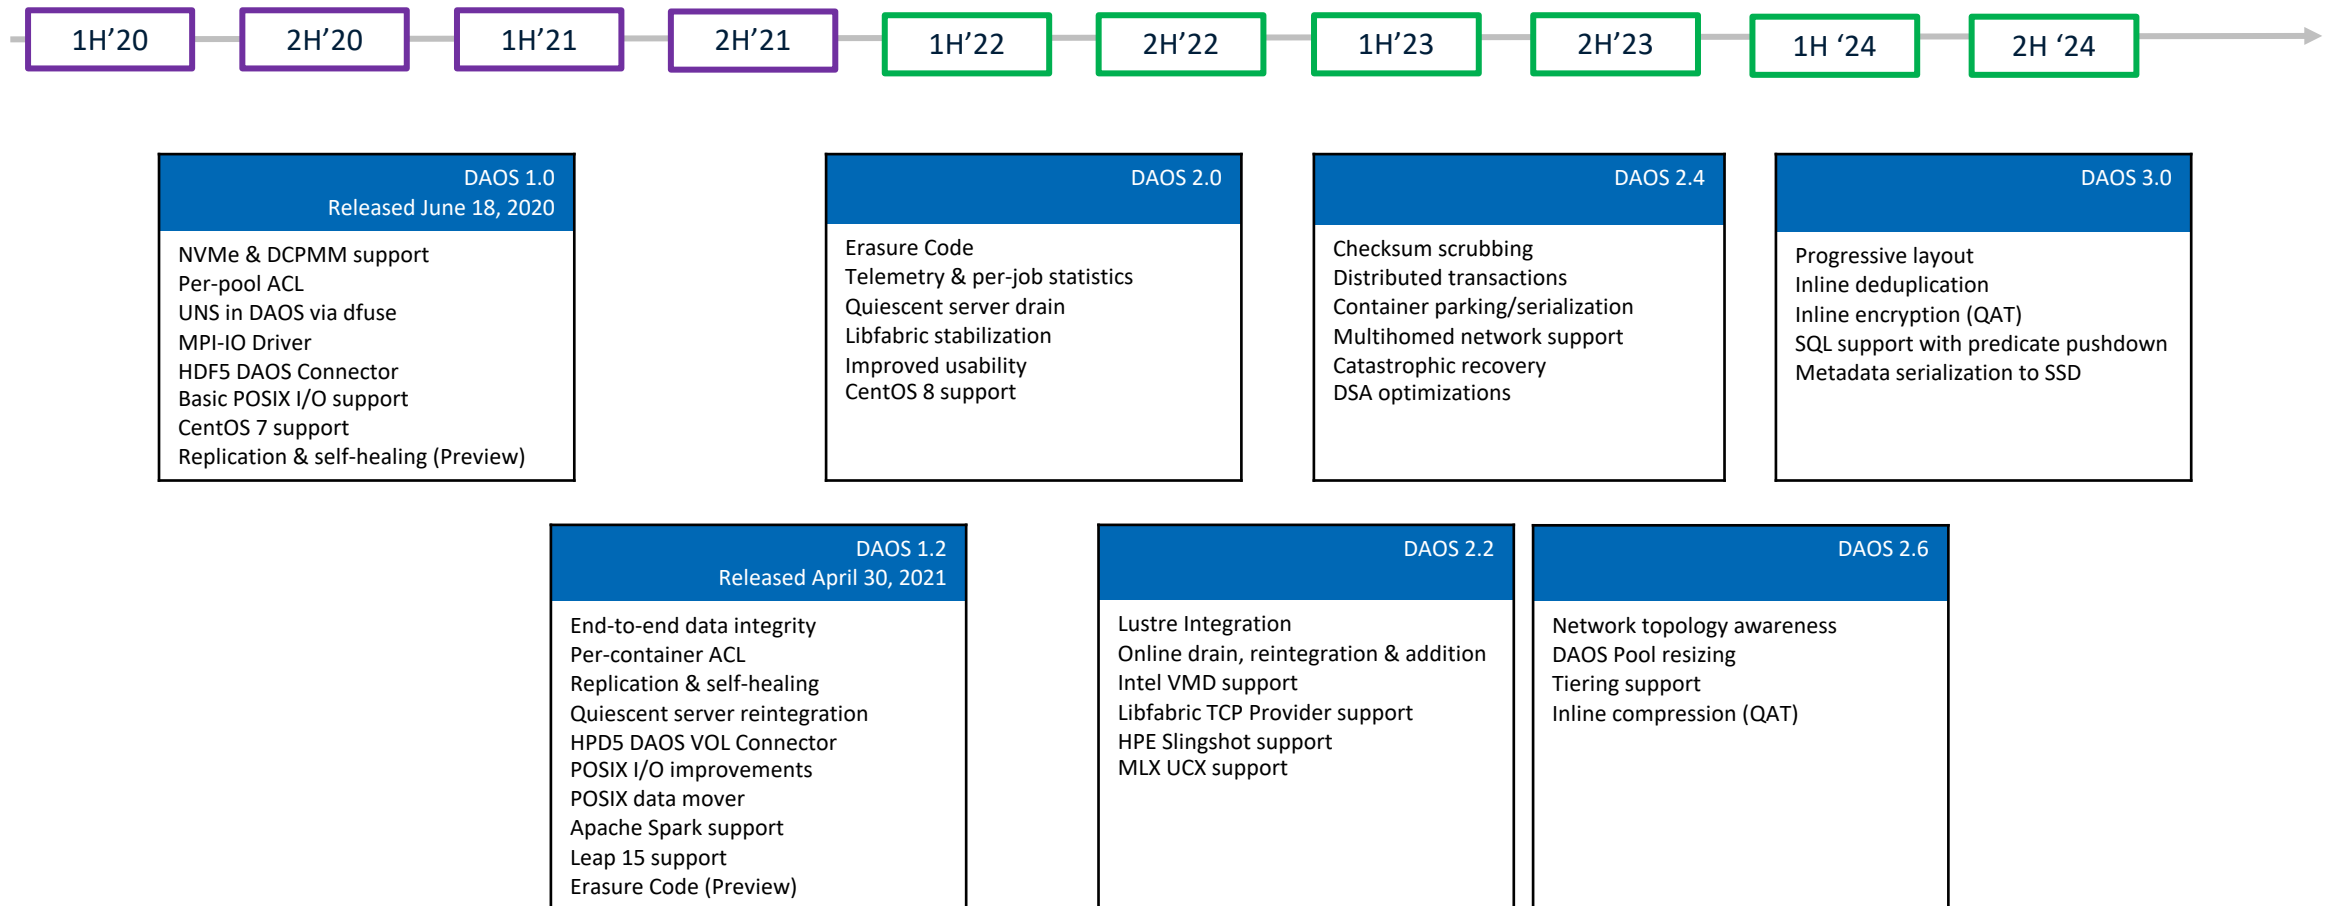 1H'20
2H'20
1H'21
2H'21
1H'22
2H'22
1H'23
2H'23
1H ‘24
2H ‘24
DAOS 1.0
Released June 18, 2020
NVMe & DCPMM support
Per-pool ACL
UNS in DAOS via dfuse
MPI-IO Driver
HDF5 DAOS Connector
Basic POSIX I/O support
CentOS 7 support
Replication & self-healing (Preview)
DAOS 2.0
Erasure Code
Telemetry & per-job statistics
Quiescent server drain
Libfabric stabilization
Improved usability
CentOS 8 support
DAOS 2.4
Checksum scrubbing
Distributed transactions
Container parking/serialization
Multihomed network support
Catastrophic recovery
DSA optimizations
DAOS 3.0
Progressive layout
Inline deduplication
Inline encryption (QAT)
SQL support with predicate pushdown
Metadata serialization to SSD
DAOS 1.2
Released April 30, 2021
End-to-end data integrity
Per-container ACL
Replication & self-healing
Quiescent server reintegration
HPD5 DAOS VOL Connector
POSIX I/O improvements
POSIX data mover
Apache Spark support
Leap 15 support
Erasure Code (Preview)
DAOS 2.2
Lustre Integration
Online drain, reintegration & addition
Intel VMD support
Libfabric TCP Provider support
HPE Slingshot support
MLX UCX support
DAOS 2.6
Network topology awareness
DAOS Pool resizing
Tiering support
Inline compression (QAT)